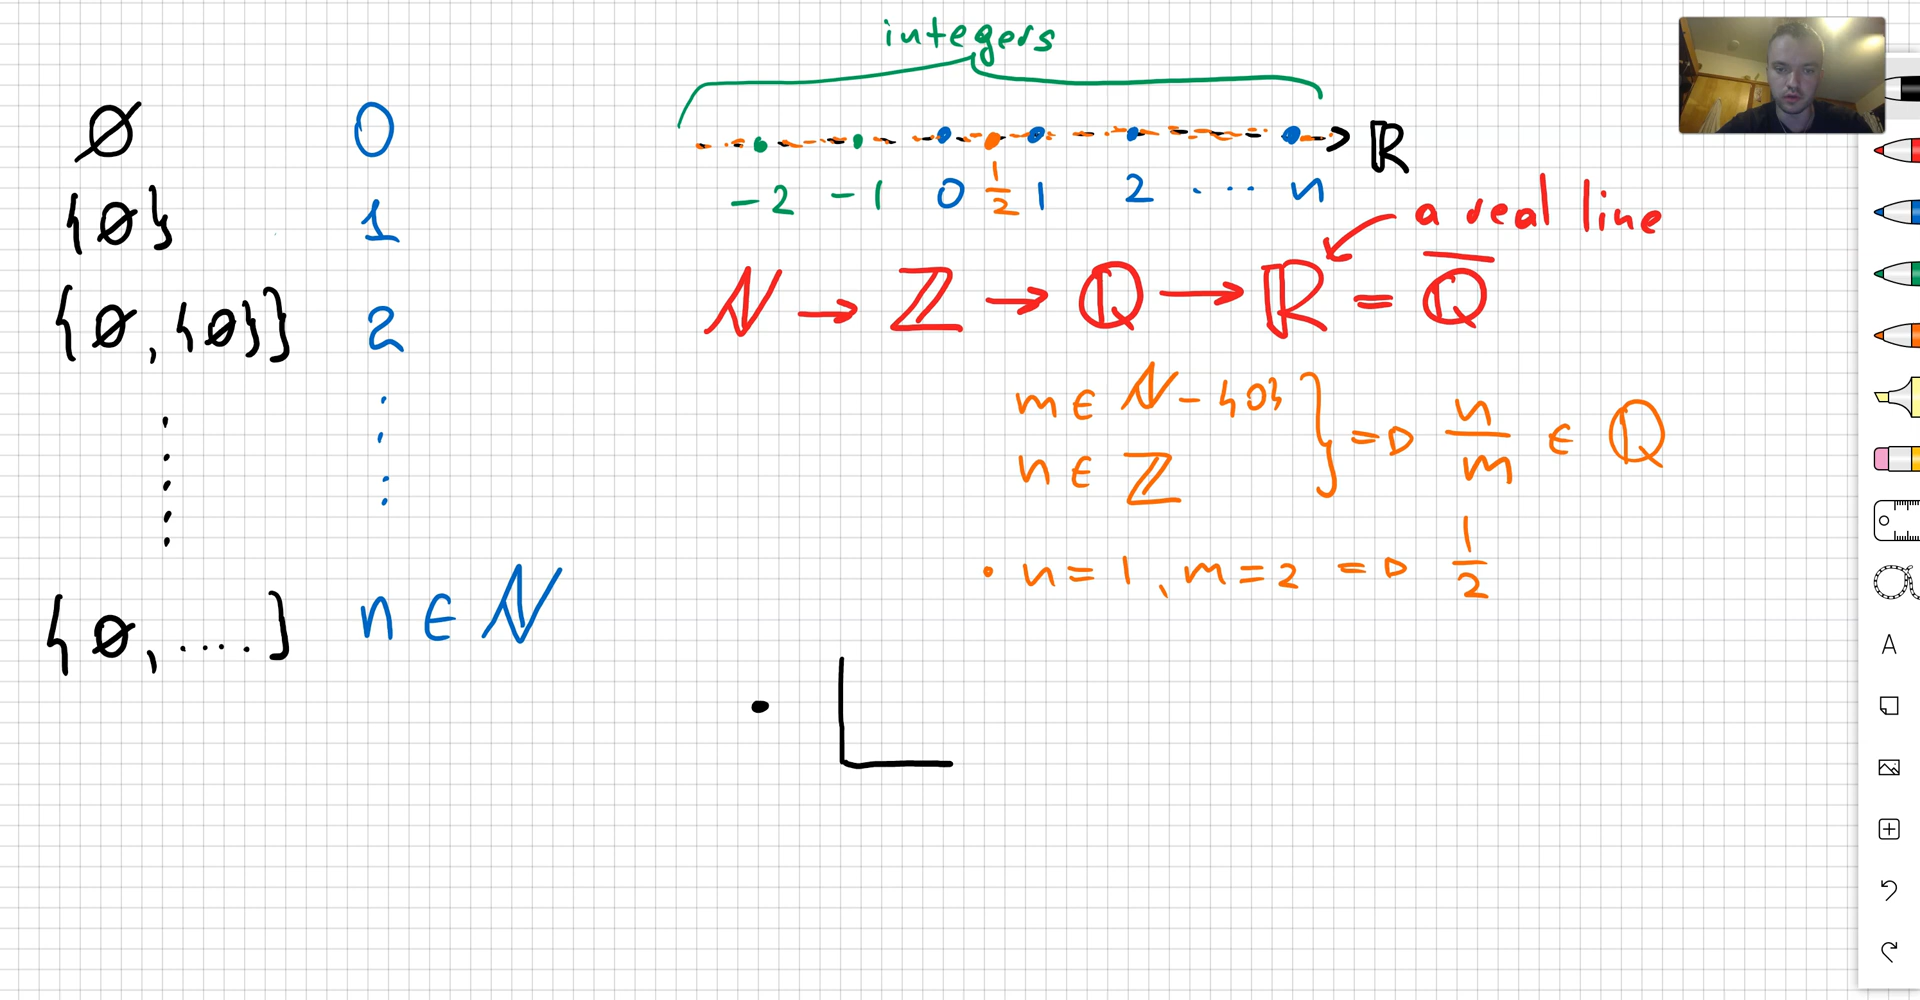 ∅ 0
{∅} 1
{∅, {∅}} 2
{∅, ....} n ∈ ℕ
integers
-2 -1 0 1/2 1 2 ... n ℝ
a real line
ℕ → ℤ → ℚ → ℝ = ℚ̅
m ∈ ℕ - {0}
n ∈ ℤ
} => n/m ∈ ℚ
• n = 1, m = 2 => 1/2
A